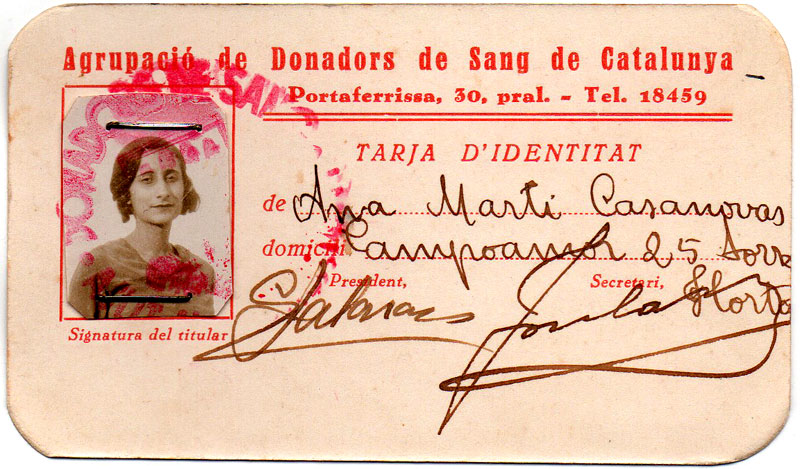 Agrupació de Donadors de Sang de Catalunya
Portaferrissa, 30, pral. - Tel. 18459
TARJA D'IDENTITAT
de Ana Martí Casanovas
domicili Campoamor 25 Torre
Horta
President, Secretari,
Signatura del titular